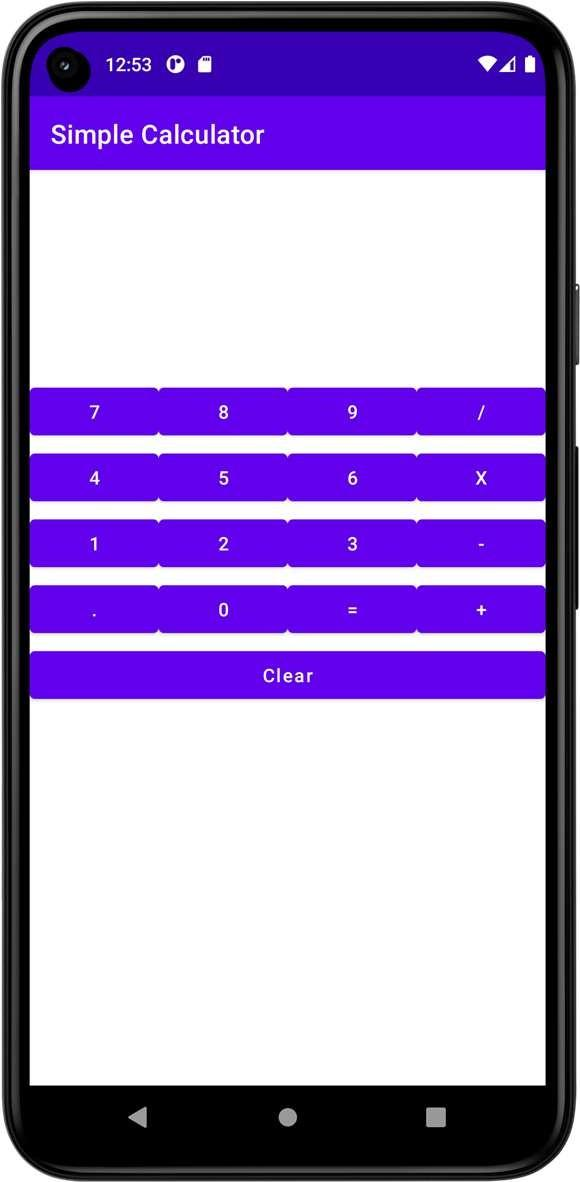 12:53
Simple Calculator
7 8 9 /
4 5 6 X
1 2 3 -
. 0 = +
Clear